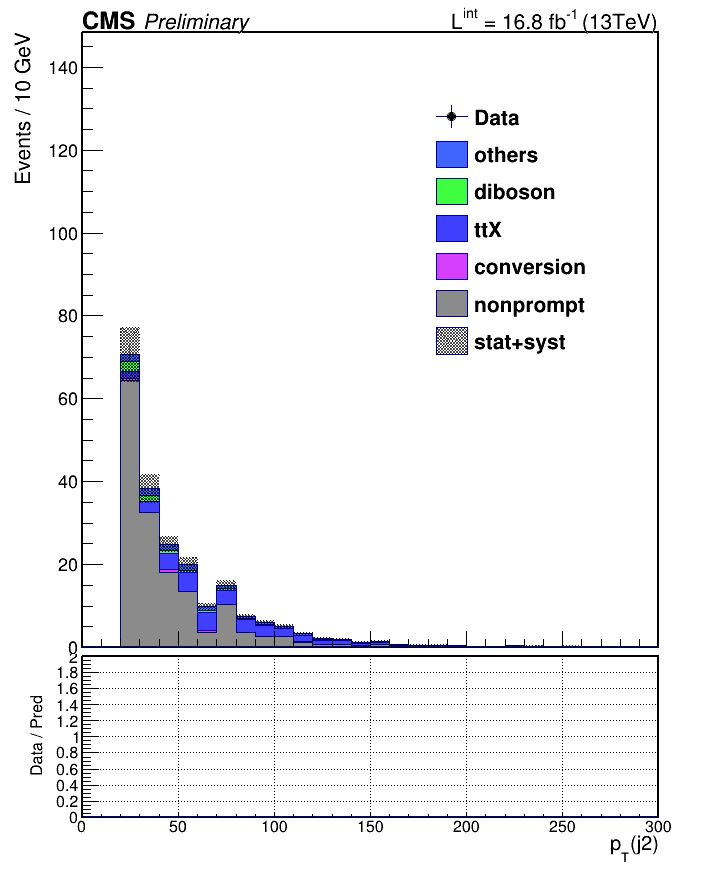 CMS Preliminary
L^int = 16.8 fb^-1 (13TeV)
Events / 10 GeV
140
120
100
80
60
40
20
0
Data
others
diboson
ttX
conversion
nonprompt
stat+syst
Data / Pred
2
1.8
1.6
1.4
1.2
1
0.8
0.6
0.4
0.2
0
0 50 100 150 200 250 300
p_T(j2)